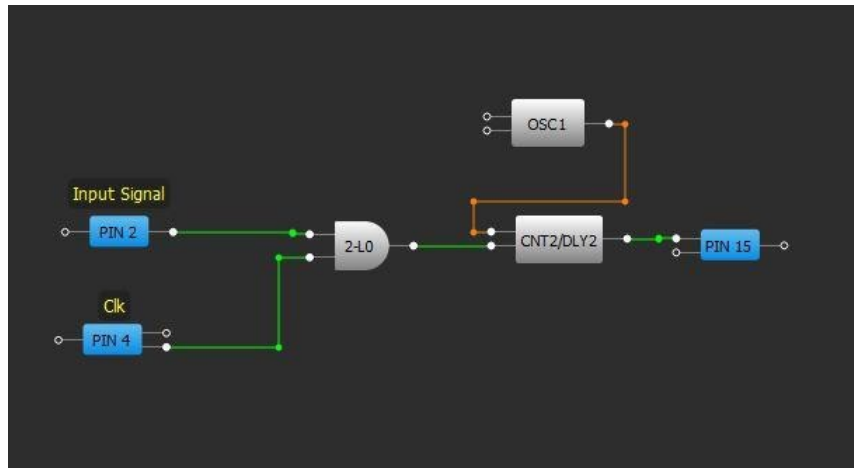 OSC1
Input Signal
PIN 2
2-L0
CNT2/DLY2
PIN 15
Clk
PIN 4